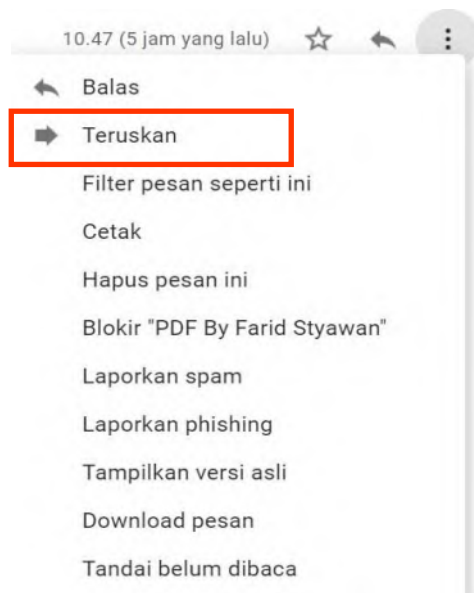 10.47 (5 jam yang lalu)
Balas
Teruskan
Filter pesan seperti ini
Cetak
Hapus pesan ini
Blokir "PDF By Farid Styawan"
Laporkan spam
Laporkan phishing
Tampilkan versi asli
Download pesan
Tandai belum dibaca